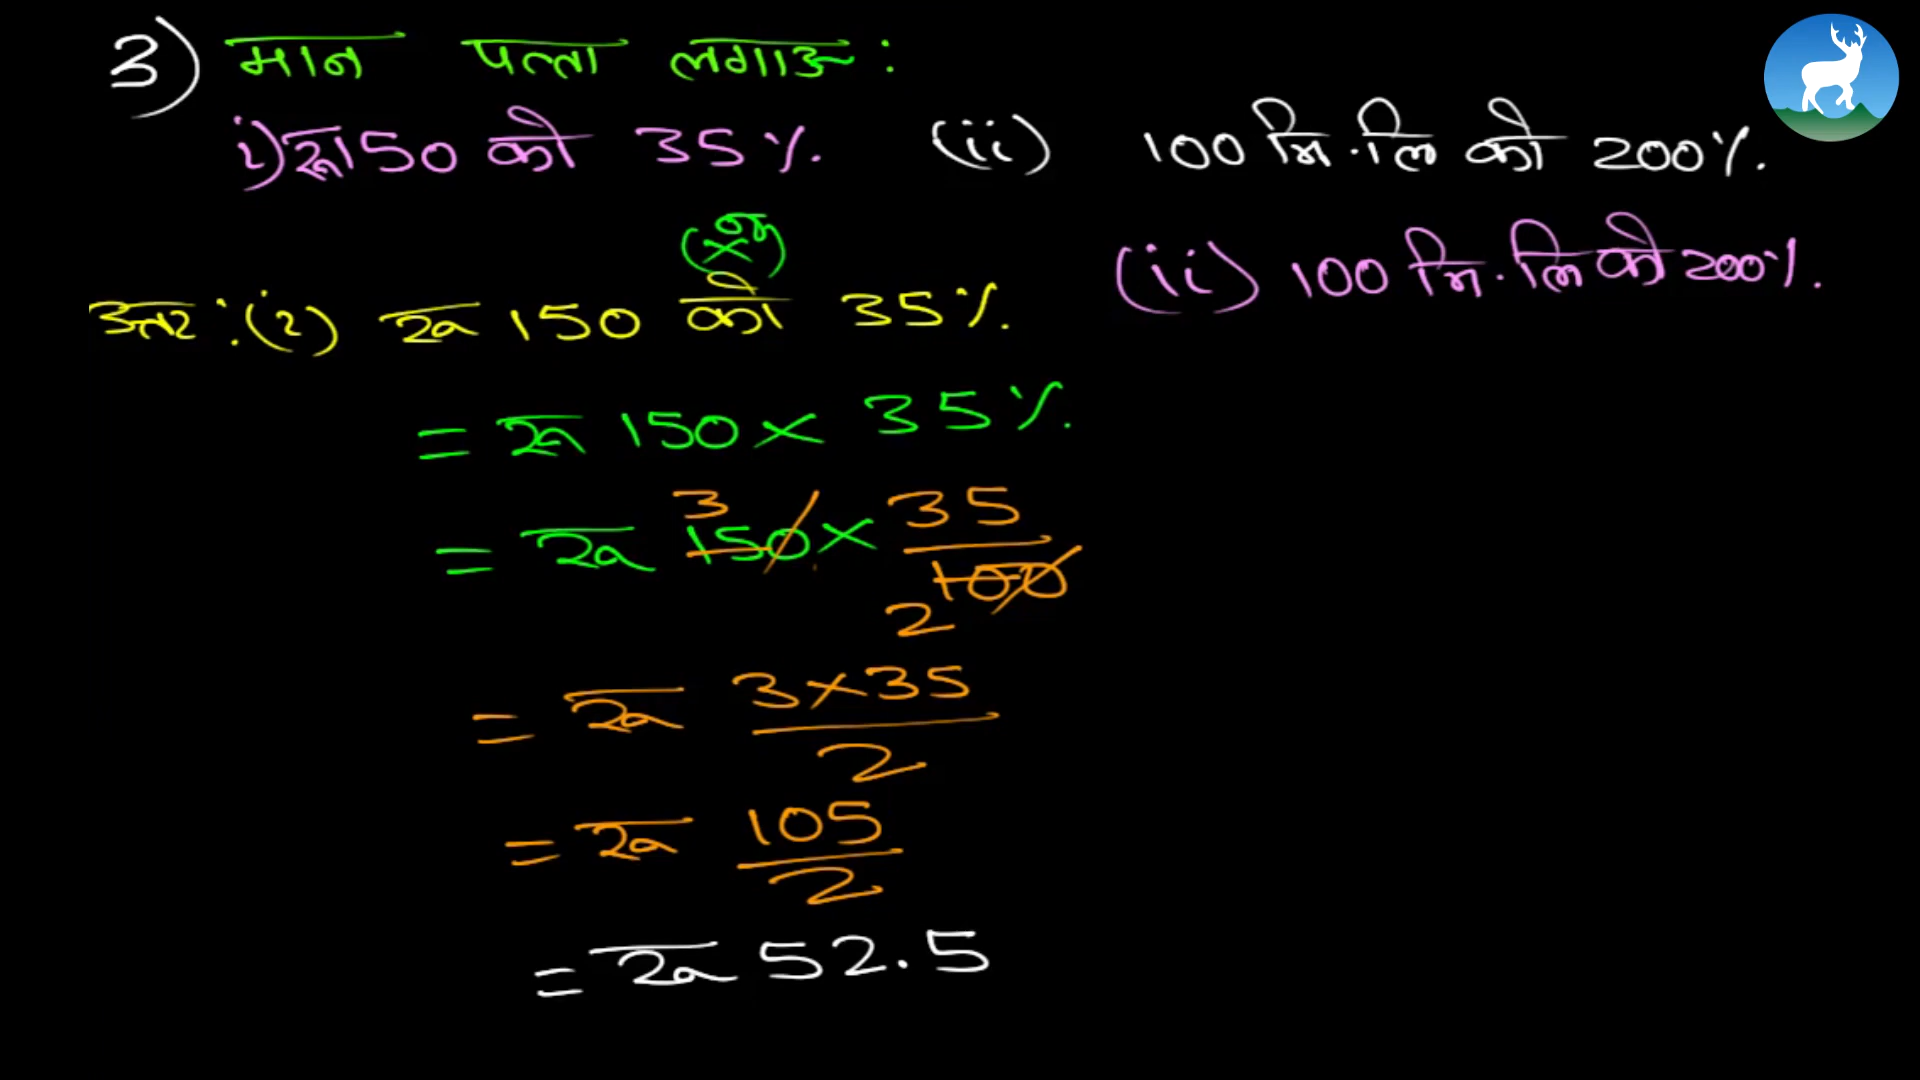 3) मान पत्ता लगाऊ :
i) रू150 को 35%. (ii) 100 मि.लि को 200%.
(× गुन)
उत्तर :(i) रू 150 को 35%. (ii) 100 मि.लि को 200%.
= रू 150 × 35%.
= रू 150 × 35/100 3 2
= रू 3×35/2
= रू 105/2
= रू 52.5